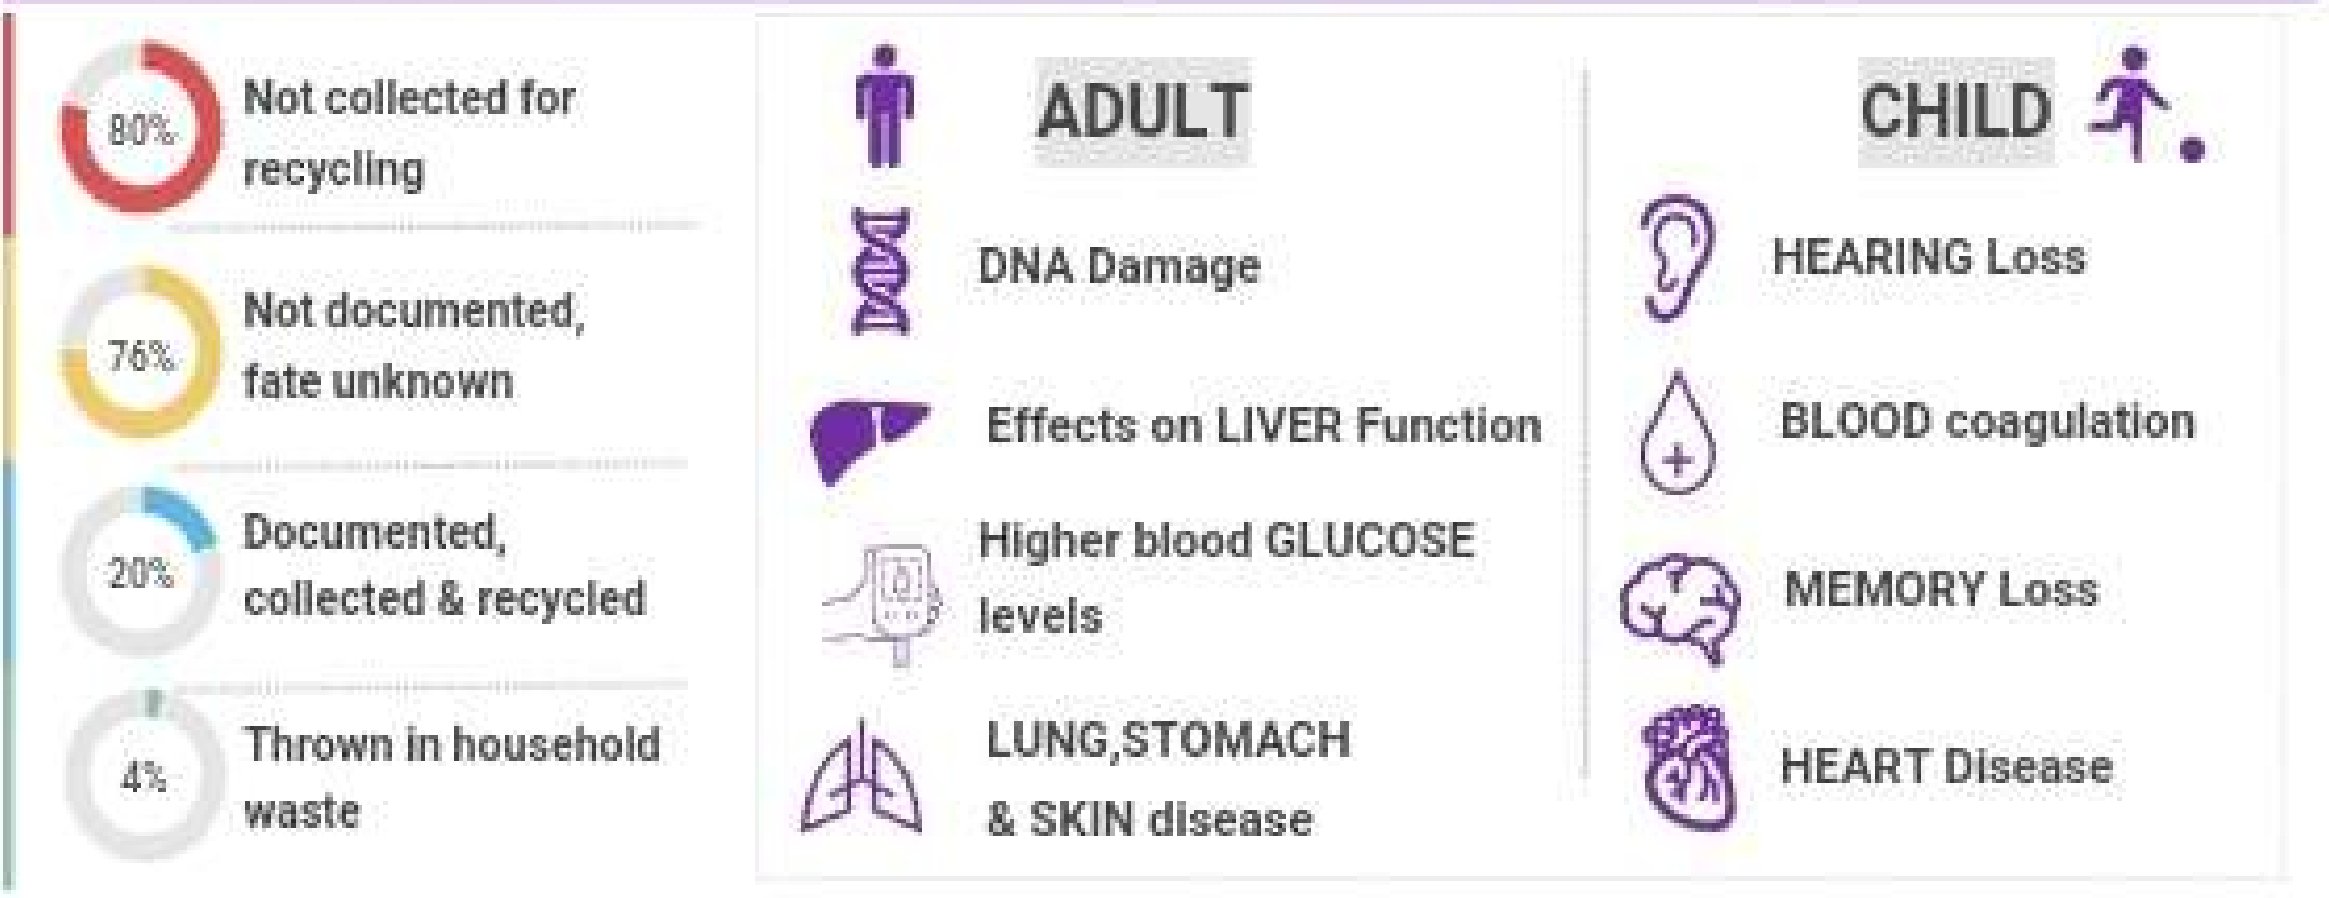 80%
Not collected for
recycling
76%
Not documented,
fate unknown
20%
Documented,
collected & recycled
4%
Thrown in household
waste
ADULT
DNA Damage
Effects on LIVER Function
Higher blood GLUCOSE
levels
LUNG,STOMACH
& SKIN disease
CHILD
HEARING Loss
BLOOD coagulation
MEMORY Loss
HEART Disease